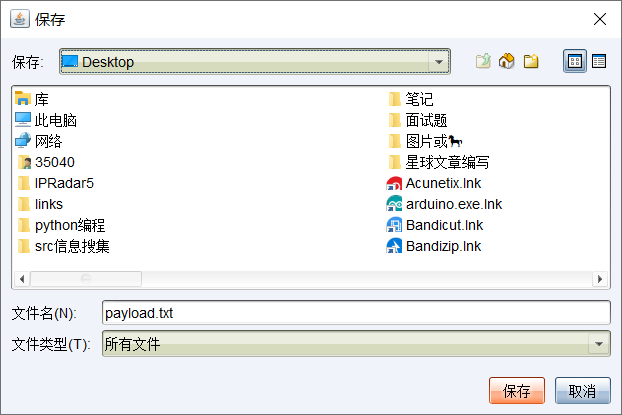 保存
保存:
Desktop
库
此电脑
网络
35040
IPRadar5
links
python编程
src信息搜集
笔记
面试题
图片或🐎
星球文章编写
Acunetix.lnk
arduino.exe.lnk
Bandicut.lnk
Bandizip.lnk
文件名(N):
payload.txt
文件类型(T):
所有文件
保存
取消